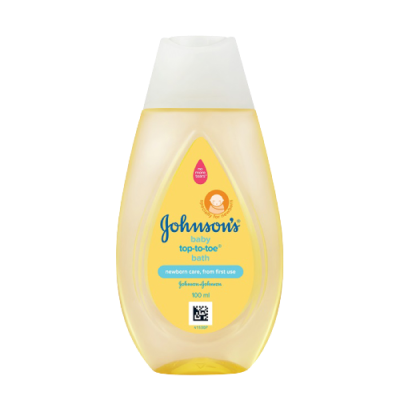 Johnson's
baby
top-to-toe®
bath
newborn care, from first use
Johnson & Johnson
100 ml